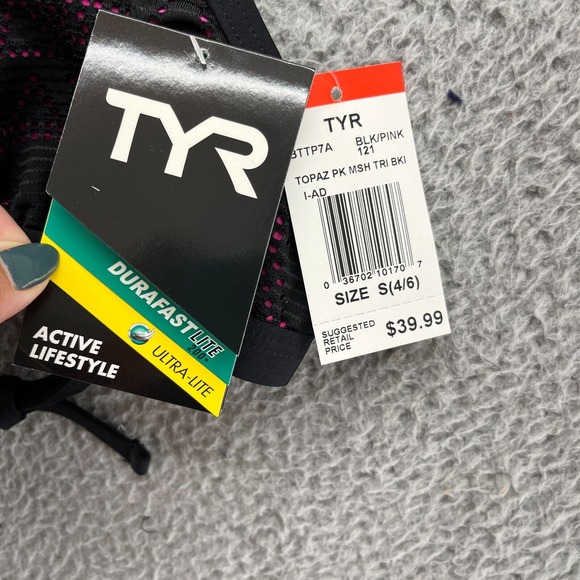 TYR
DURAFAST LITE
200+
ULTRA-LITE
ACTIVE
LIFESTYLE
TYR
BTTP7A BLK/PINK
121
TOPAZ PK MSH TRI BKI
I-AD
0 36702 10170 7
SIZE S(4/6)
SUGGESTED
RETAIL
PRICE
$39.99